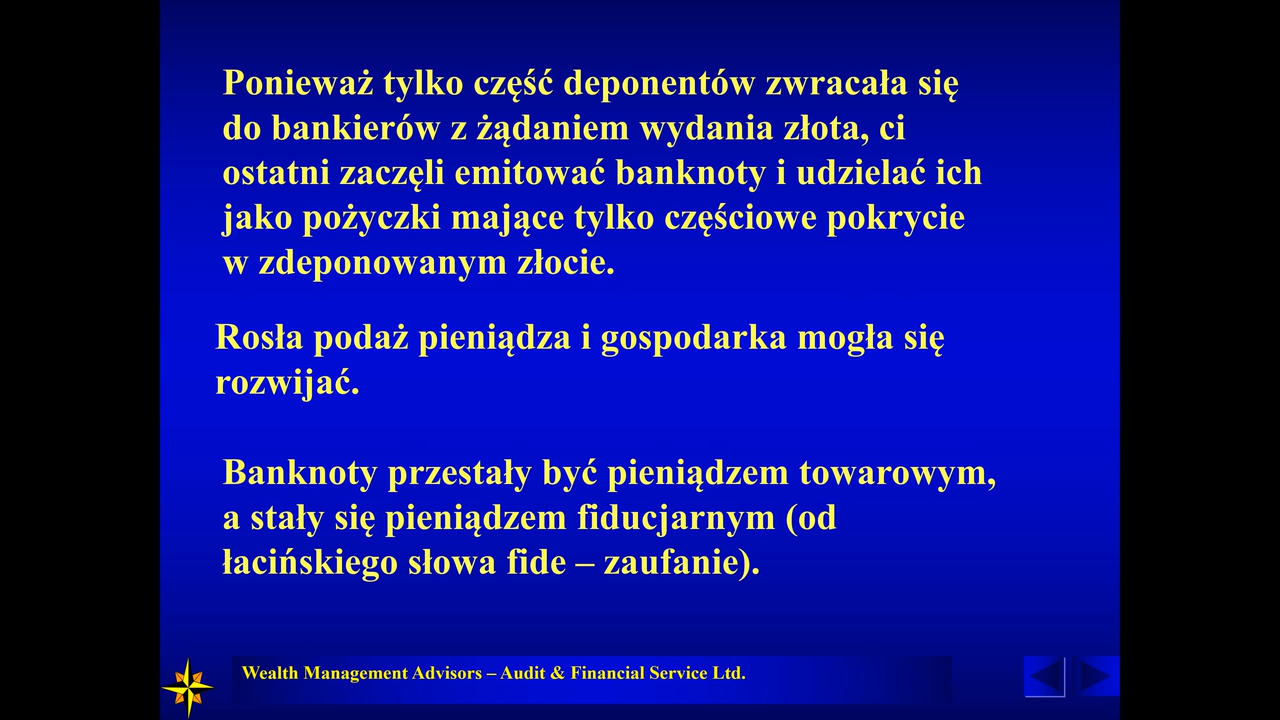 Ponieważ tylko część deponentów zwracała się
do bankierów z żądaniem wydania złota, ci
ostatni zaczęli emitować banknoty i udzielać ich
jako pożyczki mające tylko częściowe pokrycie
w zdeponowanym złocie.
Rosła podaż pieniądza i gospodarka mogła się
rozwijać.
Banknoty przestały być pieniądzem towarowym,
a stały się pieniądzem fiducjarnym (od
łacińskiego słowa fide – zaufanie).
Wealth Management Advisors – Audit & Financial Service Ltd.